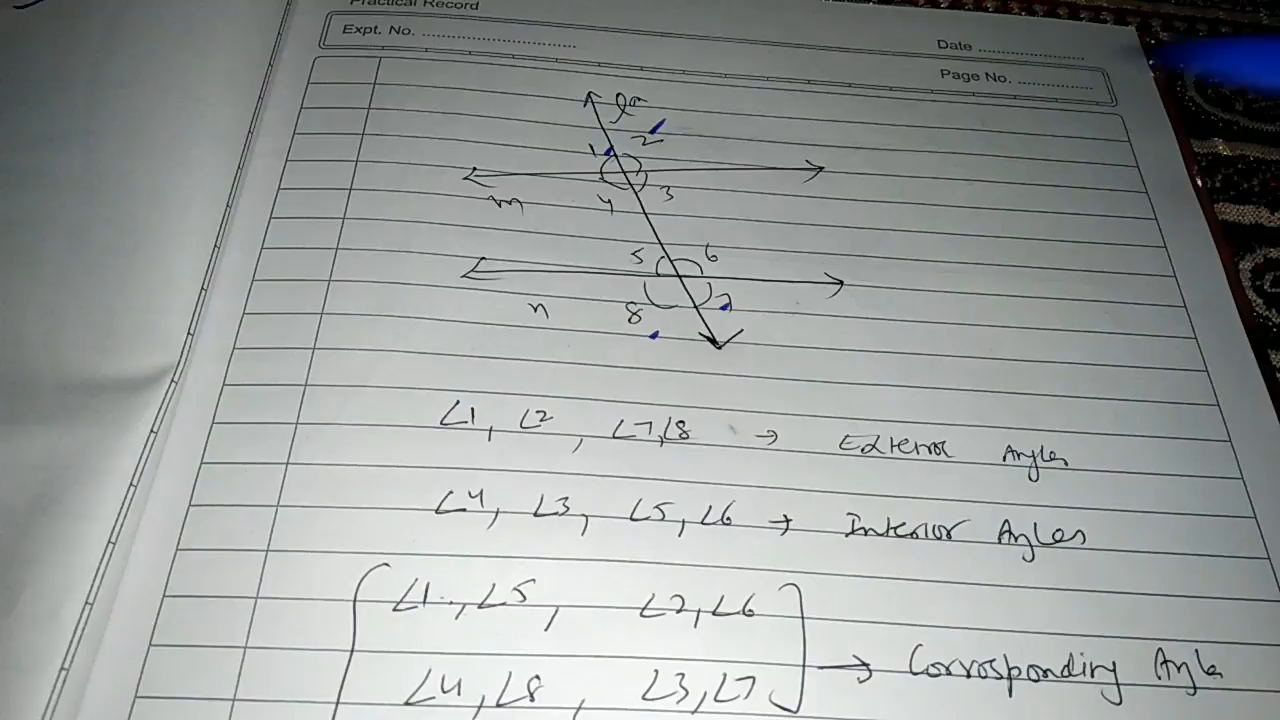 Practical Record
Expt. No. ................................
Date ........................
Page No. .................
1 2
m 4 3
5 6
n 8 7
∠1, ∠2, ∠7,∠8 → Exterior Angles
∠4, ∠3, ∠5, ∠6 → Interior Angles
∠1, ∠5, ∠2, ∠6
∠4, ∠8, ∠3, ∠7 → Corrosponding Angle